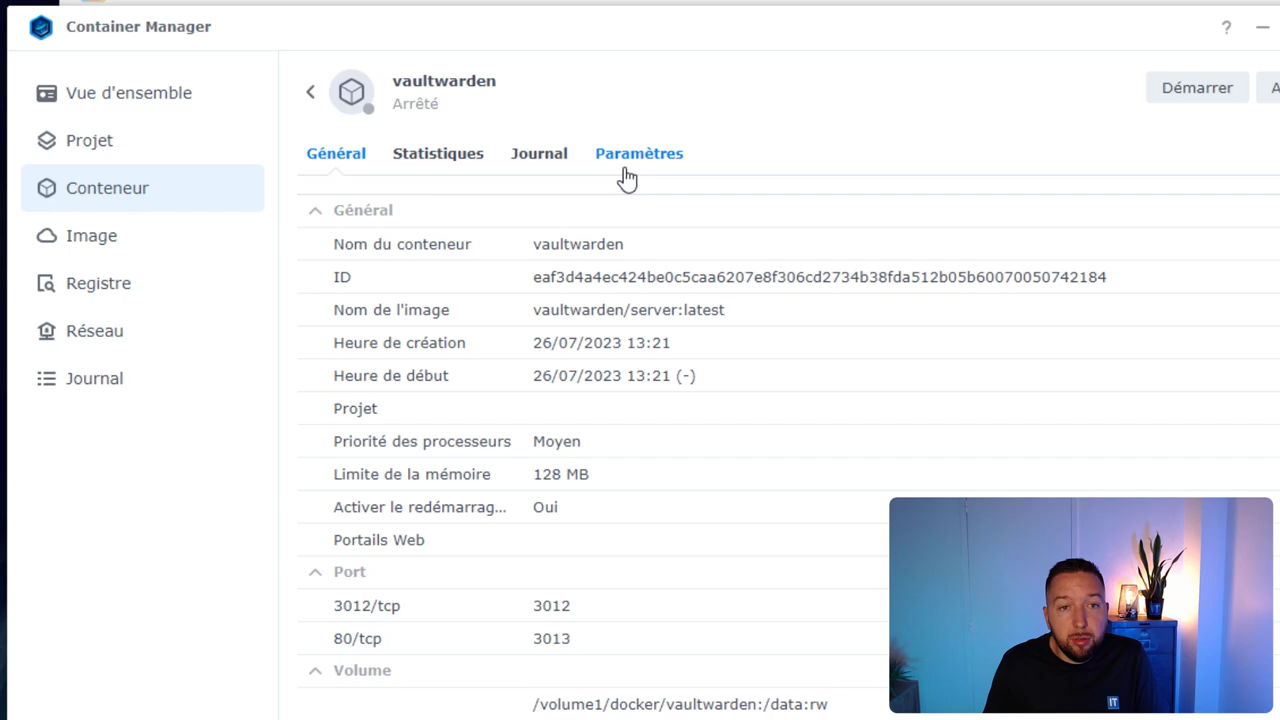 Container Manager
?
Vue d'ensemble
Projet
Conteneur
Image
Registre
Réseau
Journal
vaultwarden
Arrêté
Démarrer
A
Général
Statistiques
Journal
Paramètres
Général
Nom du conteneur vaultwarden
ID eaf3d4a4ec424be0c5caa6207e8f306cd2734b38fda512b05b60070050742184
Nom de l'image vaultwarden/server:latest
Heure de création 26/07/2023 13:21
Heure de début 26/07/2023 13:21 (-)
Projet
Priorité des processeurs Moyen
Limite de la mémoire 128 MB
Activer le redémarrag... Oui
Portails Web
Port
3012/tcp 3012
80/tcp 3013
Volume
/volume1/docker/vaultwarden:/data:rw
IT